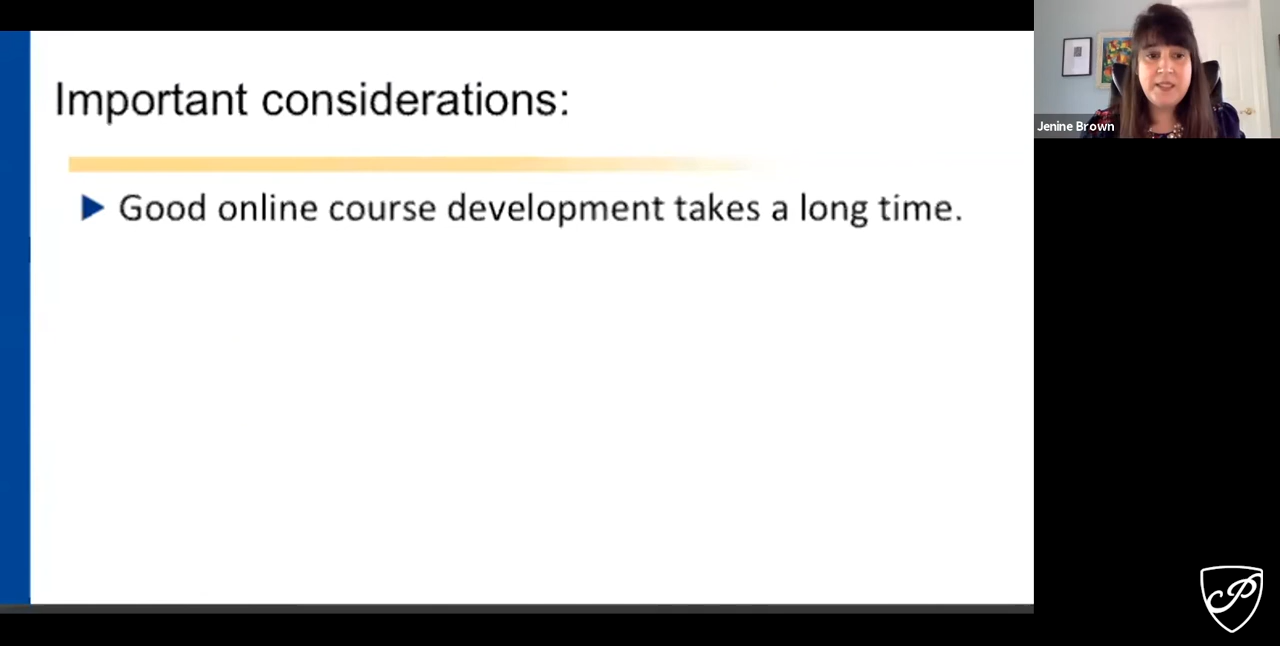 Important considerations:
Good online course development takes a long time.
Jenine Brown